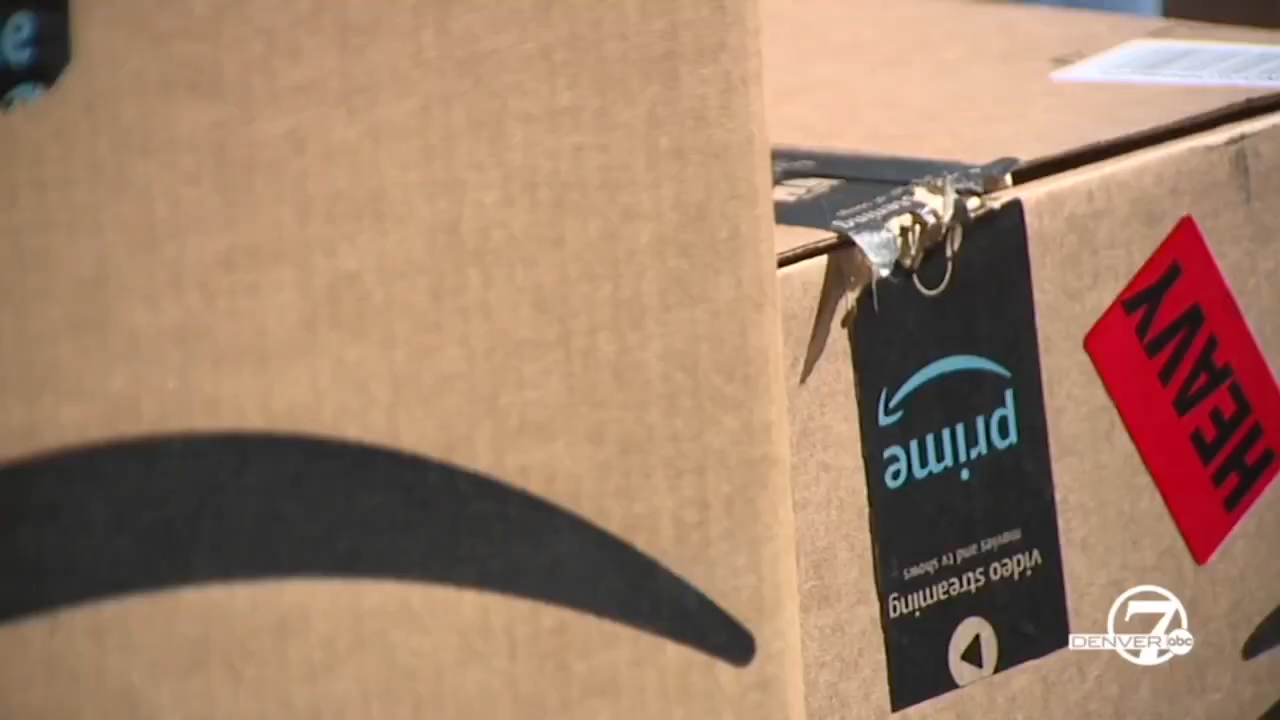 e
prime
video streaming
movies and tv shows
HEAVY
DENVER 7 abc